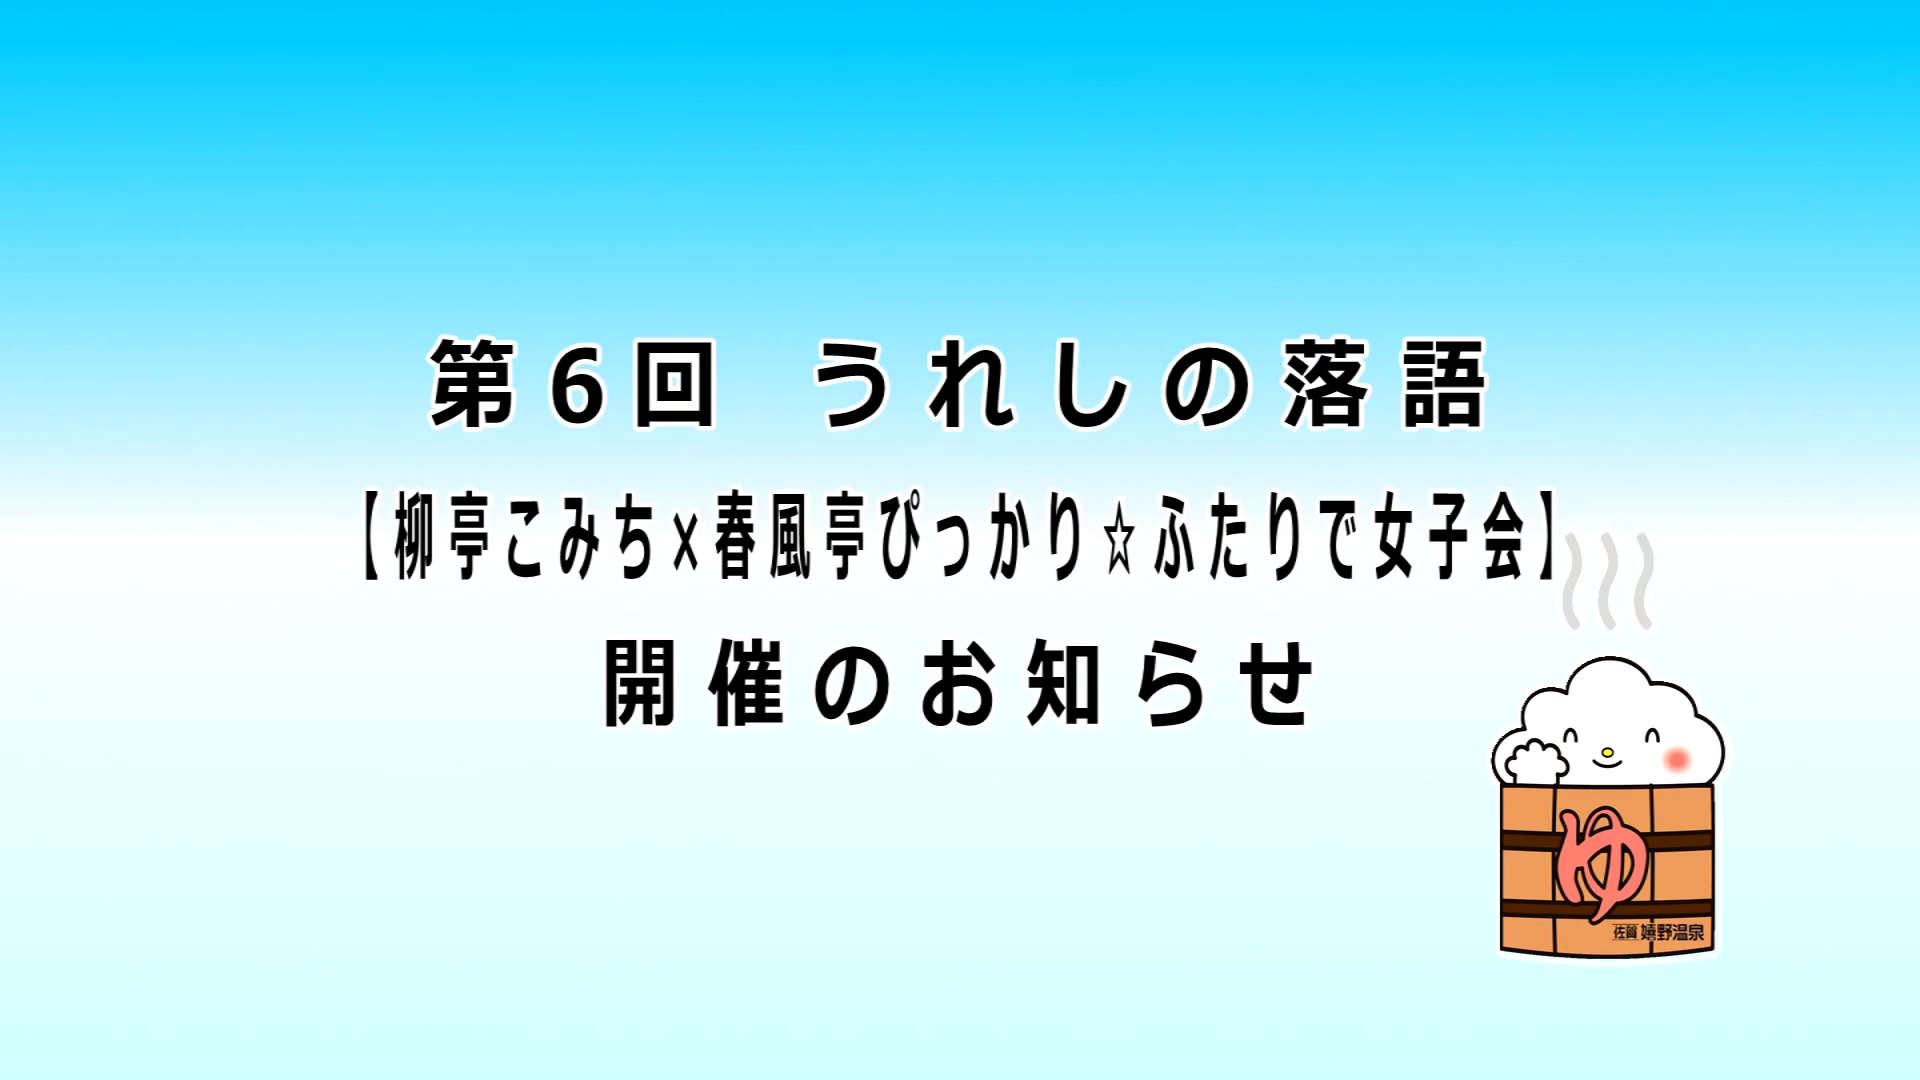 第6回 うれしの落語
【柳亭こみち×春風亭ぴっかり☆ふたりで女子会】
開催のお知らせ
ゆ
佐賀 嬉野温泉